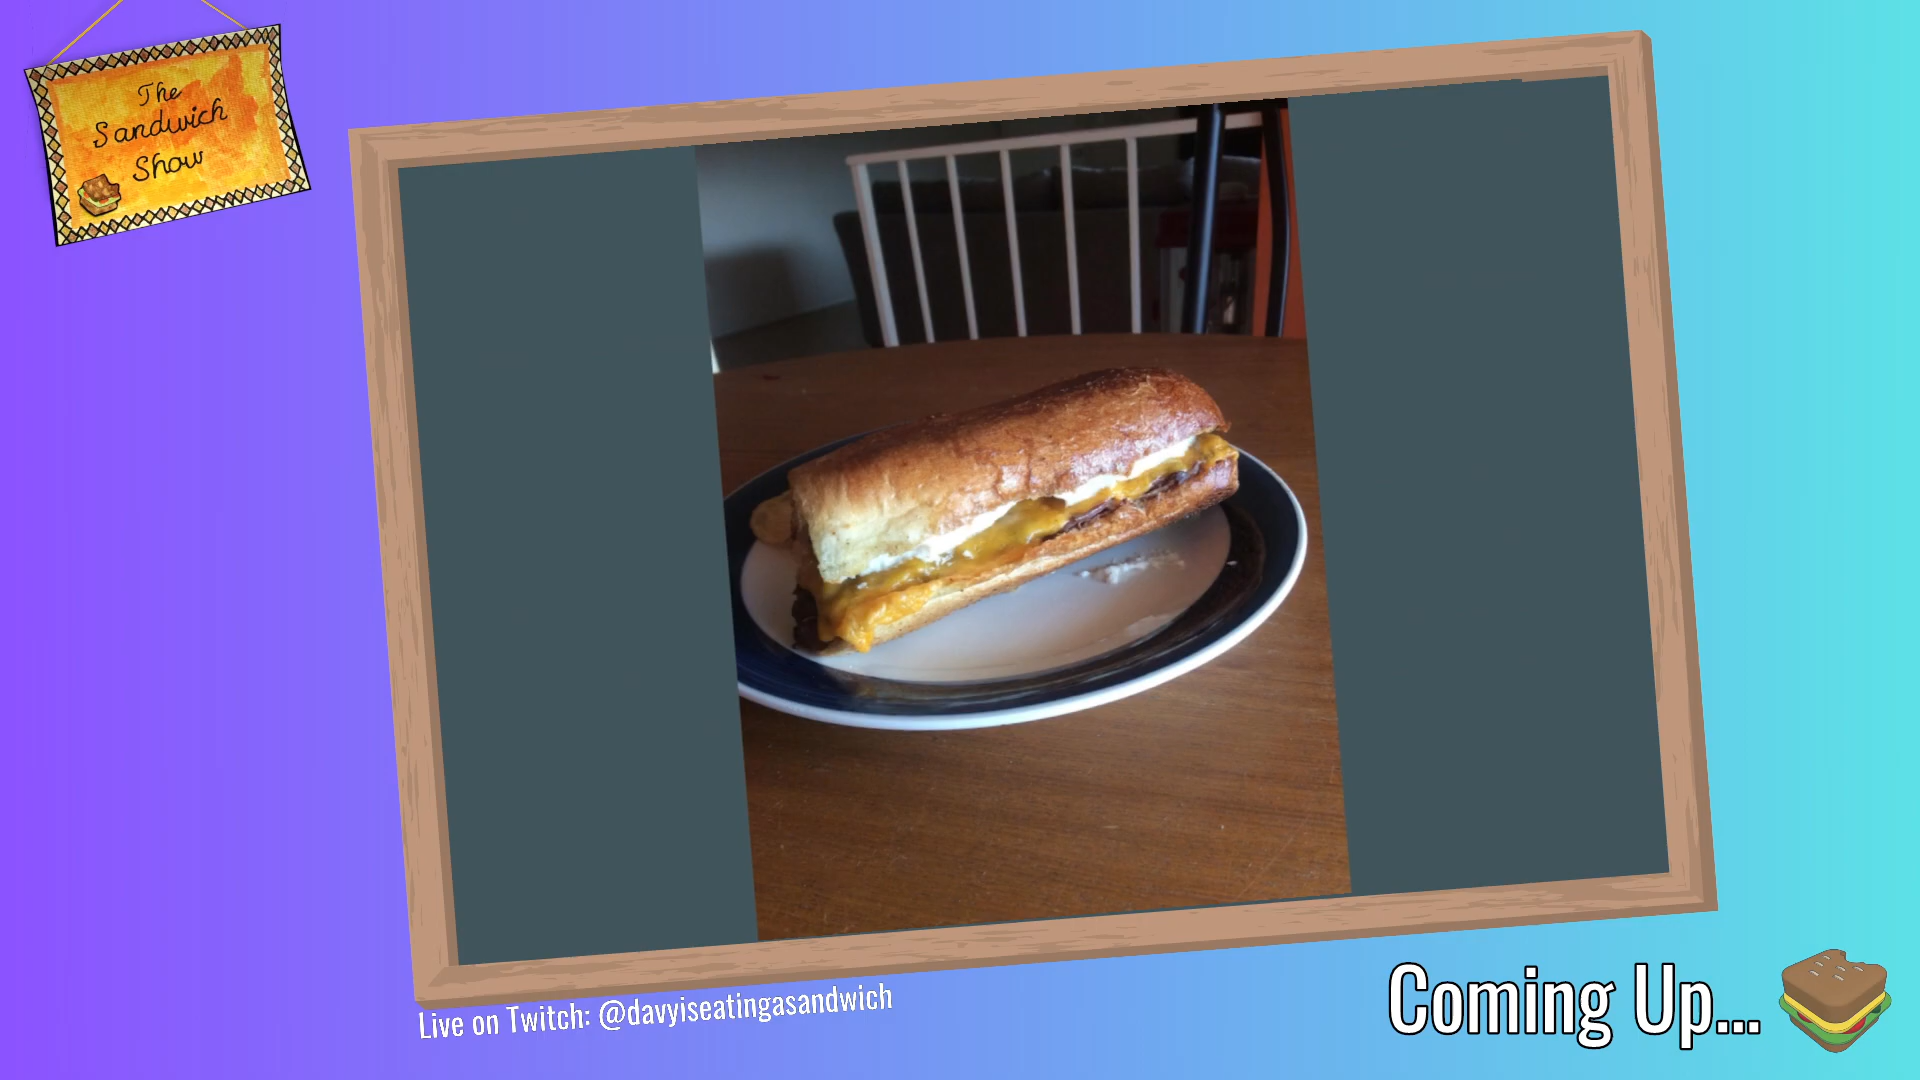 The
Sandwich
Show
Live on Twitch: @davyiseatingasandwich
Coming Up...